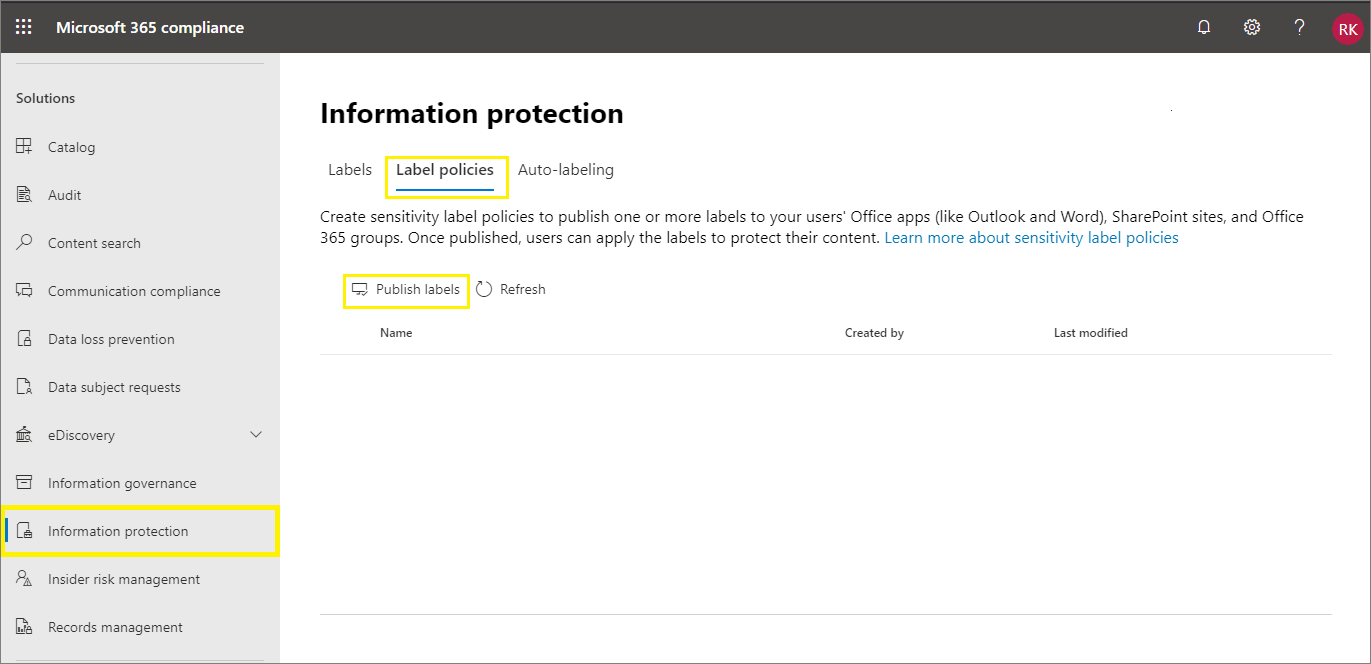 Microsoft 365 compliance
RK
Solutions
Catalog
Audit
Content search
Communication compliance
Data loss prevention
Data subject requests
eDiscovery
Information governance
Information protection
Insider risk management
Records management
Information protection
Labels Label policies Auto-labeling
Create sensitivity label policies to publish one or more labels to your users' Office apps (like Outlook and Word), SharePoint sites, and Office
365 groups. Once published, users can apply the labels to protect their content. Learn more about sensitivity label policies
Publish labels Refresh
Name Created by Last modified